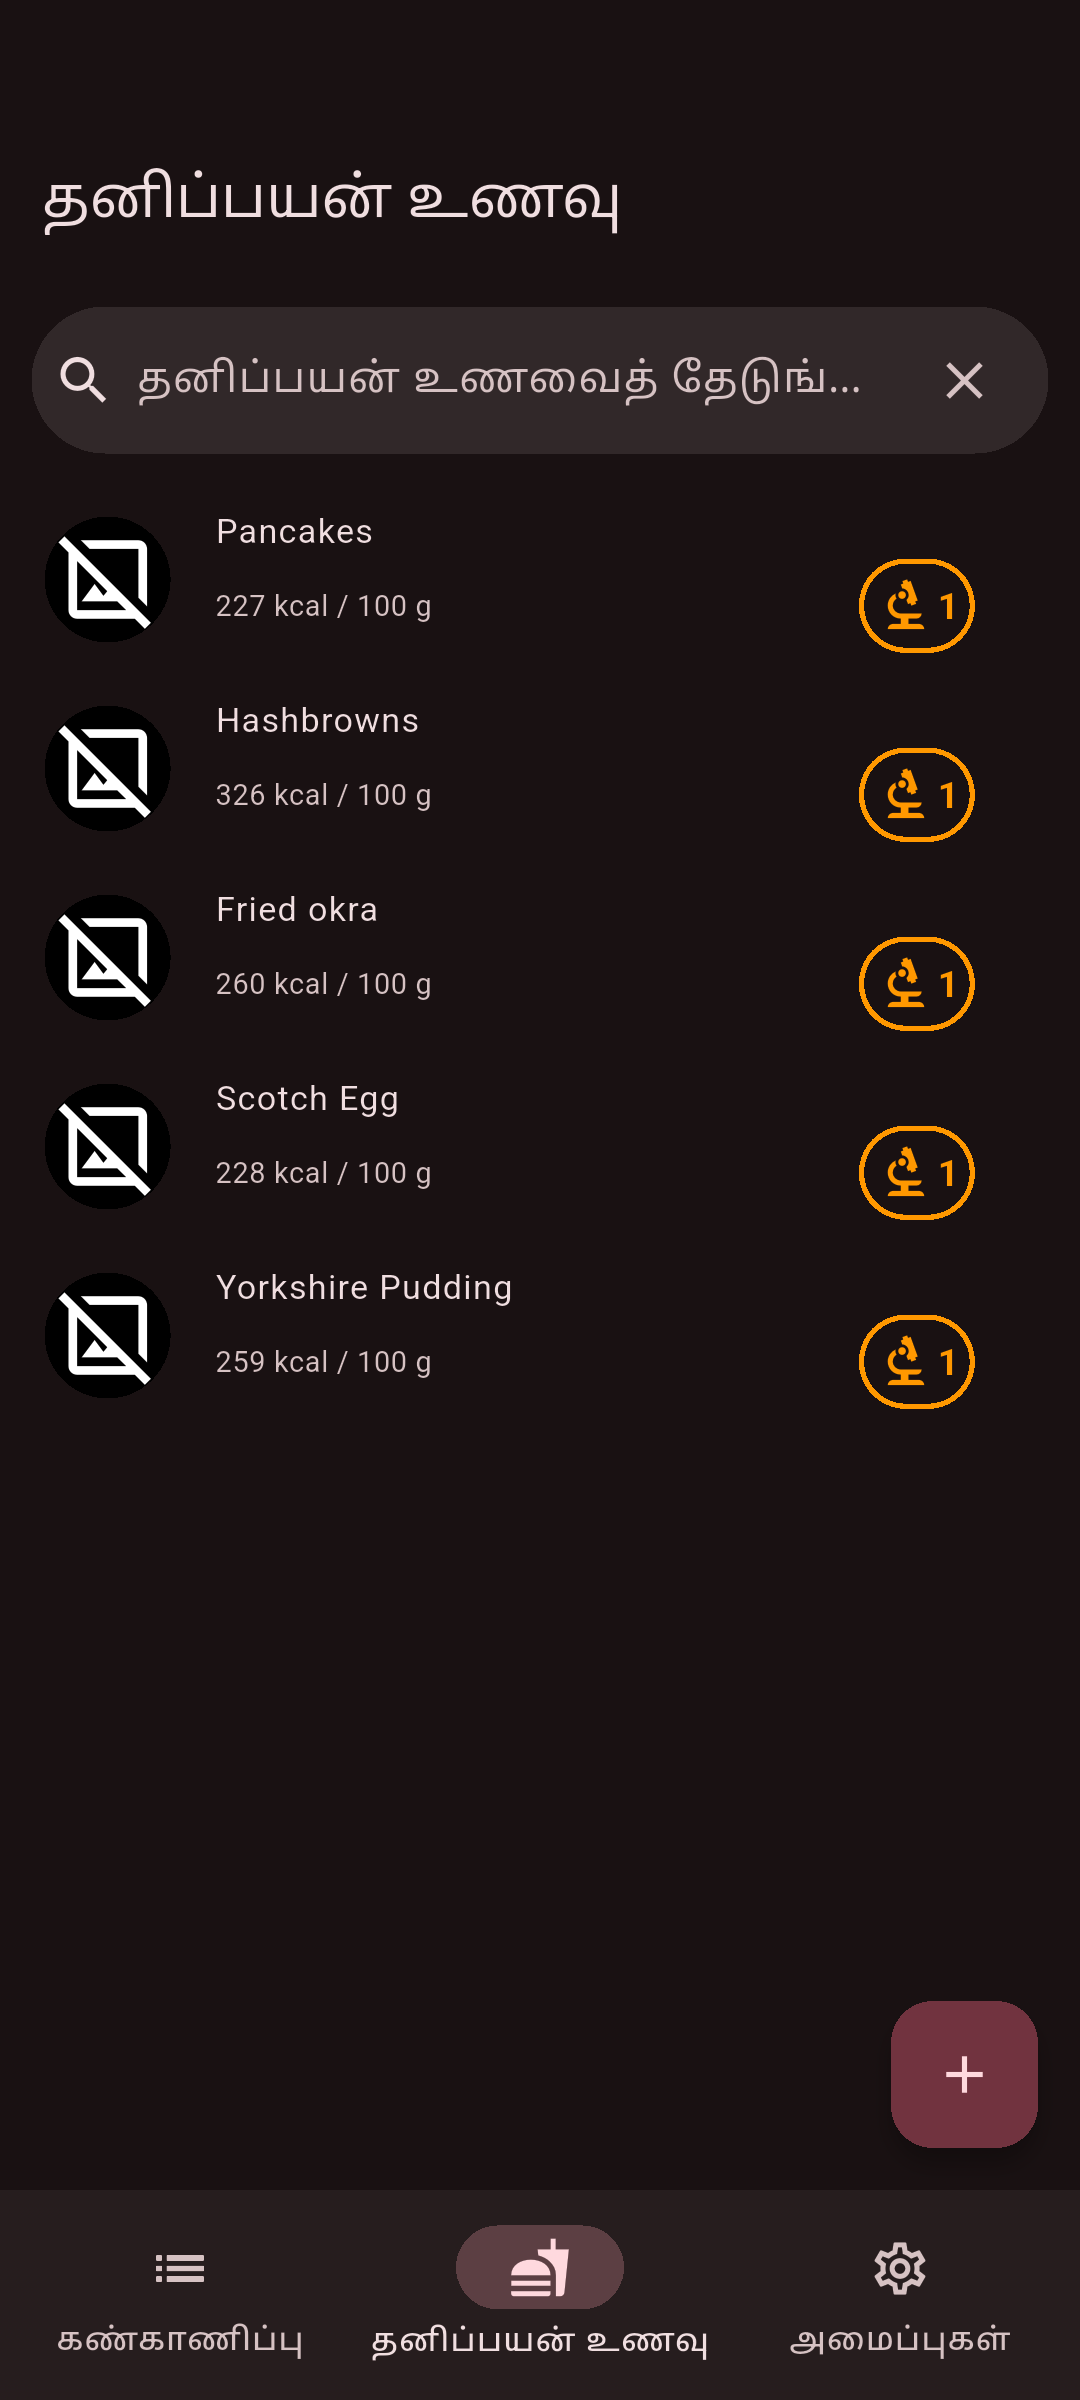 தனிப்பயன் உணவு
தனிப்பயன் உணவைத் தேடுங்...
Pancakes
227 kcal / 100 g
1
Hashbrowns
326 kcal / 100 g
1
Fried okra
260 kcal / 100 g
1
Scotch Egg
228 kcal / 100 g
1
Yorkshire Pudding
259 kcal / 100 g
1
கண்காணிப்பு
தனிப்பயன் உணவு
அமைப்புகள்